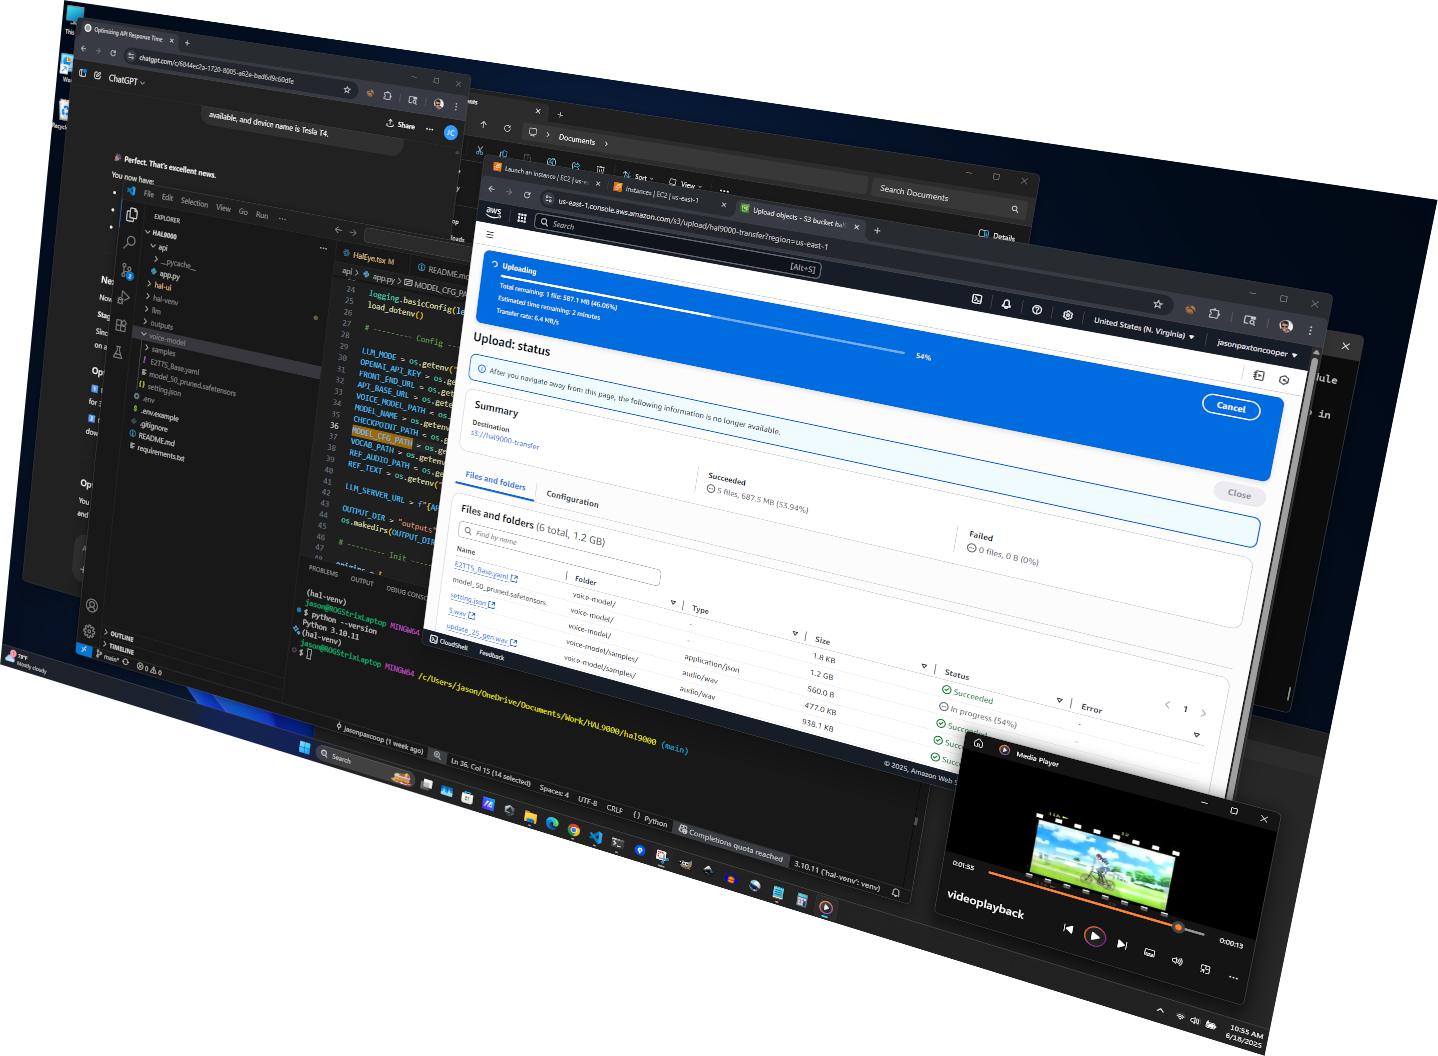 Optimizing API Response Time
chatgpt.com/c/6844ec2a-1720-8005-a62e-bad6d9c60d1e
ChatGPT
Share
JC
available, and device name is Tesla T4.
🎉 Perfect. That's excellent news.
You now have:
File Edit Selection View Go Run ...
EXPLORER
HAL9000
api
__pycache__
app.py
hal-ui
hal-venv
llm
outputs
voice-model
samples
E2TTS_Base.yaml
model_50_pruned.safetensors
setting.json
.env
.env.example
.gitignore
README.md
requirements.txt
OUTLINE
TIMELINE
HalEye.tsx M
README.md
api > app.py > MODEL_CFG_PA
24
25 logging.basicConfig(le
26 load_dotenv()
27
28 # -------- Config ---
29
30 LLM_MODE > os.getenv("
31 OPENAI_API_KEY > os.ge
32 FRONT_END_URL > os.get
33 API_BASE_URL > os.gete
34 VOICE_MODEL_PATH > os.
35 MODEL_NAME > os.getenv
36 CHECKPOINT_PATH > os.g
37 MODEL_CFG_PATH > os.ge
38 VOCAB_PATH > os.getenv
39 REF_AUDIO_PATH > os.ge
40 REF_TEXT > os.getenv("
41
42 LLM_SERVER_URL > f"{AP
43
44 OUTPUT_DIR > "outputs"
45 os.makedirs(OUTPUT_DIR
46
47 # --------- Init -----
PROBLEMS OUTPUT DEBUG CONSO
(hal-venv)
jason@ROGStrixLaptop MINGW64
$ python --version
Python 3.10.11
(hal-venv)
jason@ROGStrixLaptop MINGW64 /c/Users/jason/OneDrive/Documents/Work/HAL9000/hal9000 (main)
$
main*
0 0
jasonpaxcoop (1 week ago)
Ln 36, Col 15 (14 selected)
Spaces: 4
UTF-8
CRLF
{ } Python
Completions quota reached
3.10.11 ('hal-venv': venv)
Documents
Search Documents
Sort
View
Details
Launch an instance | EC2 | us-e
Instances | EC2 | us-east-1
Upload objects - S3 bucket hal
us-east-1.console.aws.amazon.com/s3/upload/hal9000-transfer?region=us-east-1
aws
Search
[Alt+S]
United States (N. Virginia)
jasonpaxtoncooper
Uploading
Total remaining: 1 file: 587.1 MB (46.06%)
Estimated time remaining: 2 minutes
Transfer rate: 6.4 MB/s
54%
Cancel
Upload: status
Close
After you navigate away from this page, the following information is no longer available.
Summary
Destination
s3://hal9000-transfer
Succeeded
5 files, 687.5 MB (53.94%)
Failed
0 files, 0 B (0%)
Files and folders
Configuration
Files and folders (6 total, 1.2 GB)
Find by name
1
Name Folder Type Size Status Error
E2TTS_Base.yaml voice-model/ - 1.8 KB Succeeded -
model_50_pruned.safetensors voice-model/ - 1.2 GB In progress (54%) -
setting.json voice-model/ application/json 560.0 B Succeeded
5.wav voice-model/samples/ audio/wav 477.0 KB Succ
update_25_gen.wav voice-model/samples/ audio/wav 938.1 KB Succ
CloudShell
Feedback
© 2025, Amazon Web S
Media Player
0:01:55
0:00:13
videoplayback
Mostly cloudy
Search
10:55 AM
6/18/2025